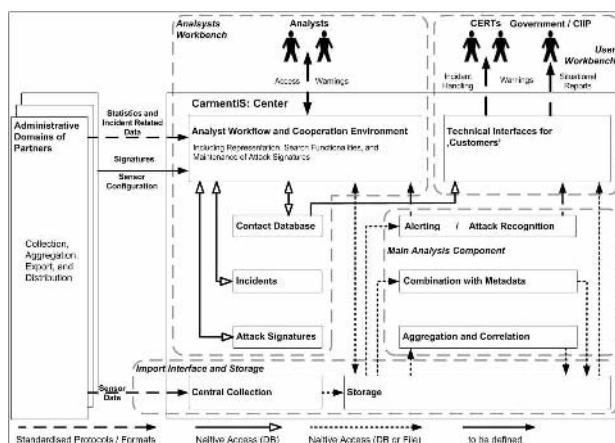 Analysts
Workbench
Analysts
CERTs Government / CIIP
User
Workbench
Access
Warnings
Incident
Handling
Warnings
Situational
Reports
Statistics and
Incident Related
Data
CarmentiS: Center
Administrative
Domains of
Partners
Analyst Workflow and Cooperation Environment
Including Representation, Search Functionalities, and
Maintenance of Attack Signatures
Technical Interfaces for
‚Customers‘
Signatures
Sensor
Configuration
Collection,
Aggregation,
Export, and
Distribution
Contact Database
Alerting / Attack Recognition
Main Analysis Component
Incidents
Combination with Metadata
Attack Signatures
Aggregation and Correlation
Import Interface and Storage
Sensor
Data
Central Collection
Storage
Standardised Protocols / Formats
Naitive Access (DB)
Naitive Access (DB or File)
to be defined